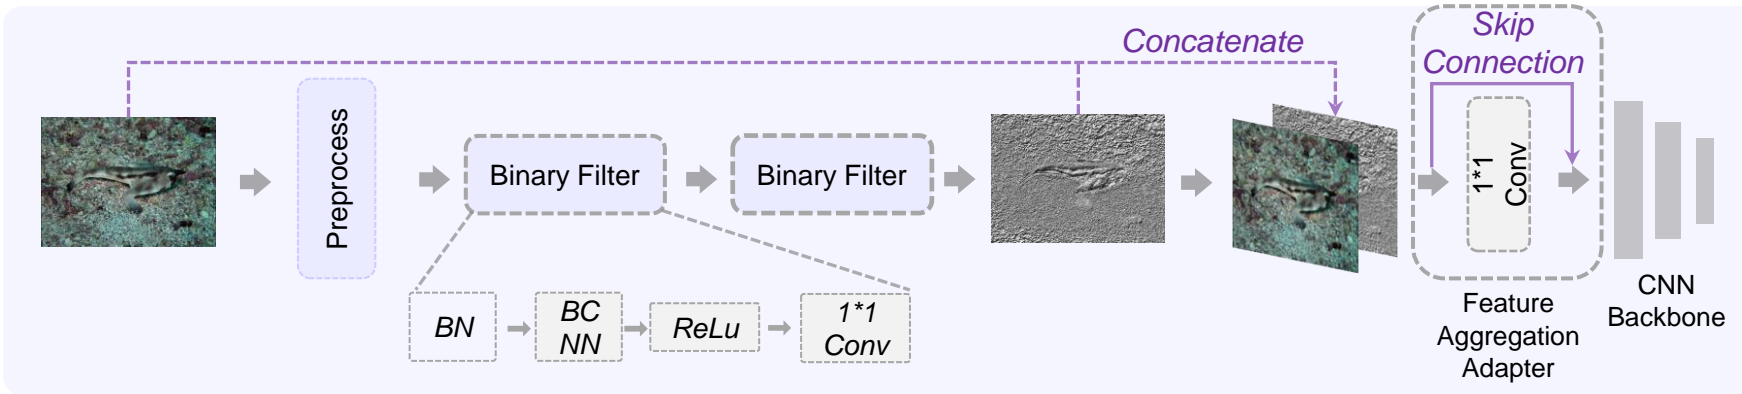 Concatenate
Skip
Connection
Preprocess
Binary Filter
Binary Filter
1*1
Conv
BN
BC
NN
ReLu
1*1
Conv
Feature
Aggregation
Adapter
CNN
Backbone